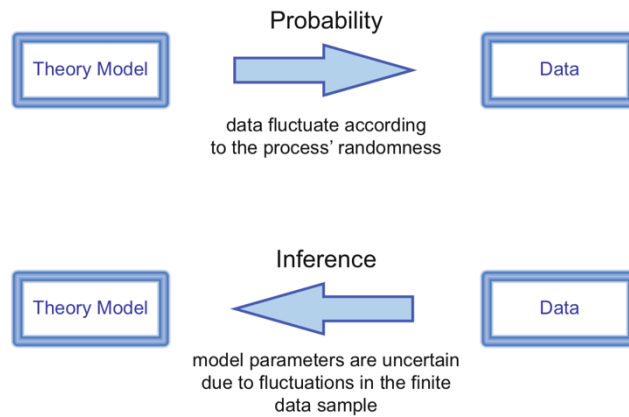 Probability
Theory Model
Data
data fluctuate according
to the process’ randomness
Inference
Theory Model
Data
model parameters are uncertain
due to fluctuations in the finite
data sample